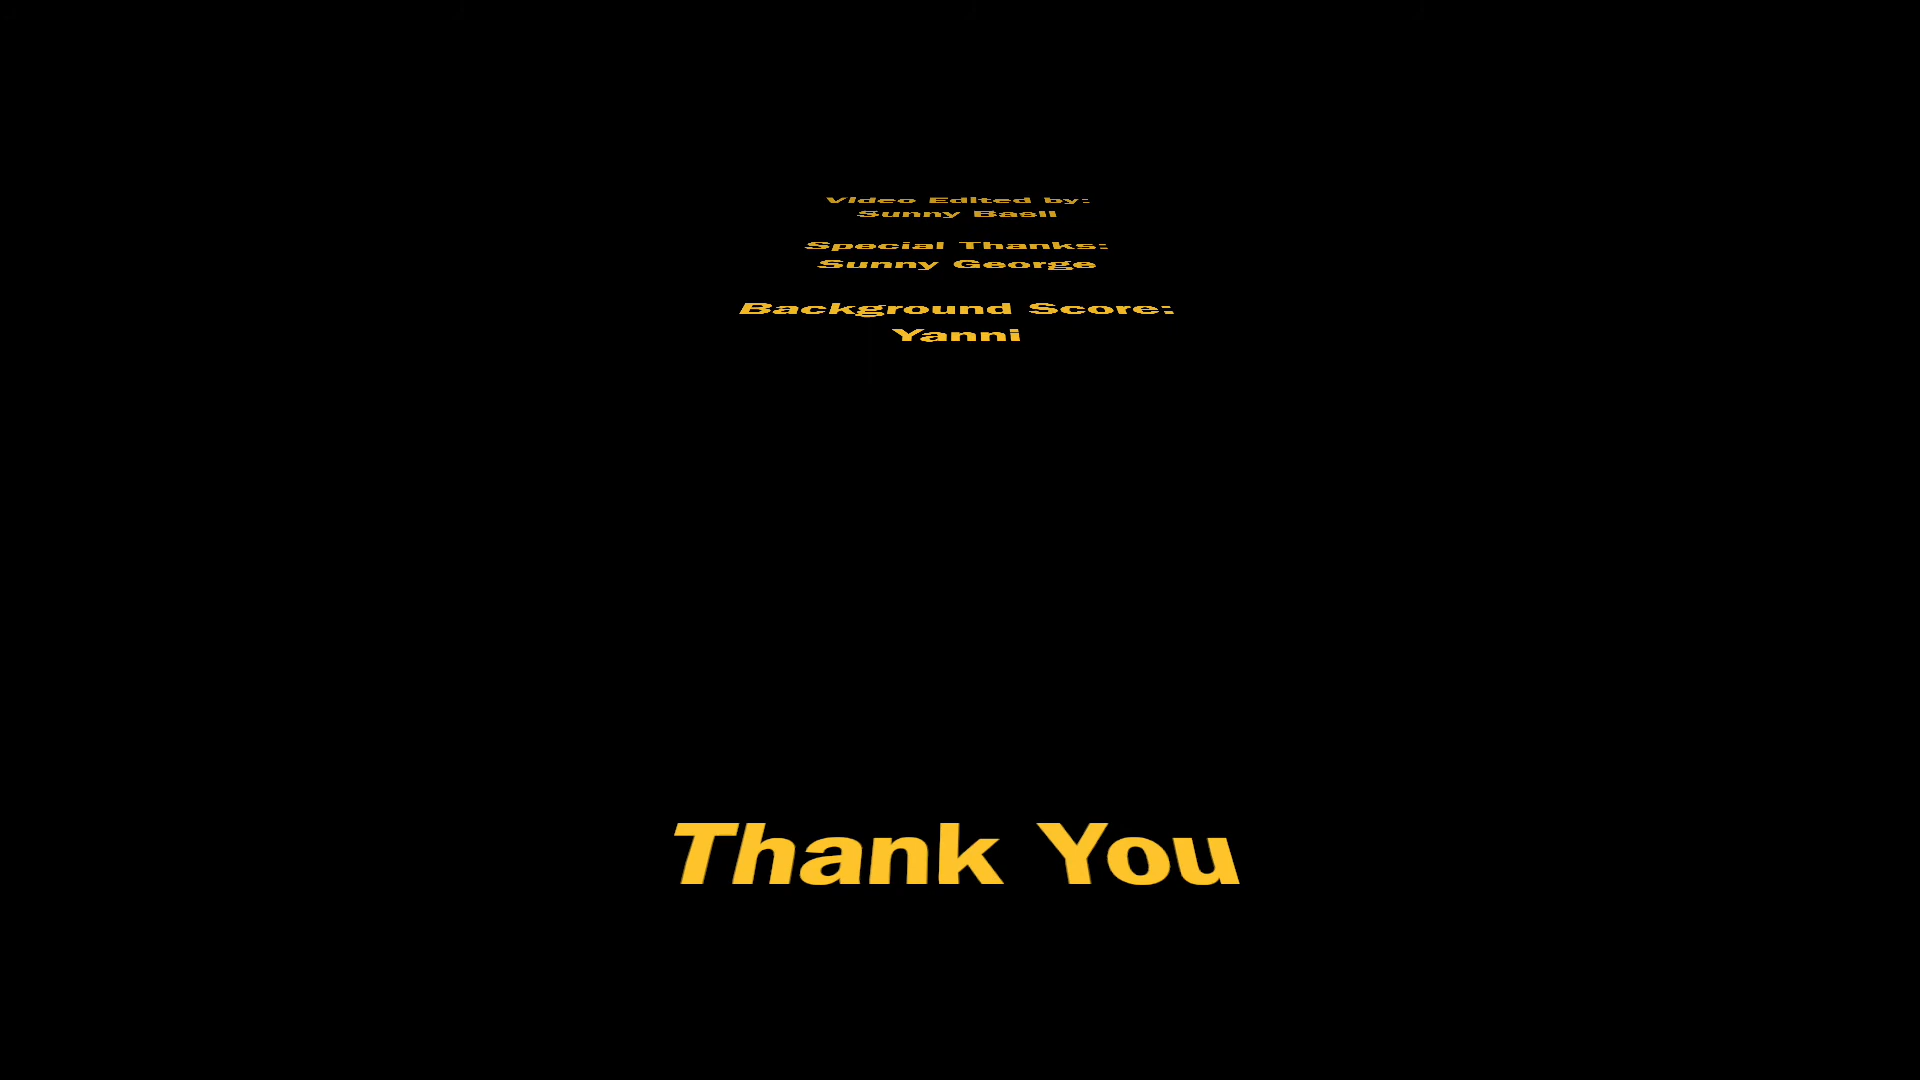 Video Edited by:
Sunny Basil
Special Thanks:
Sunny George
Background Score:
Yanni
Thank You